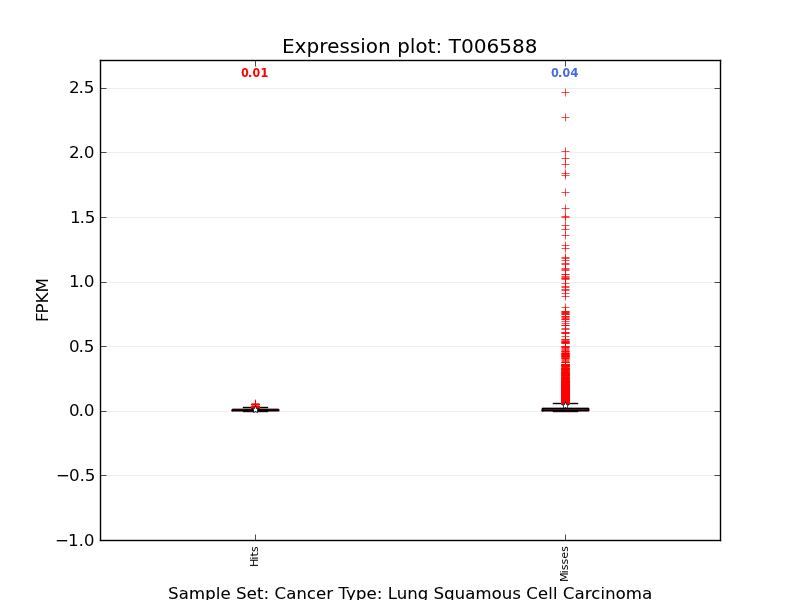 Expression plot: T006588
0.01
0.04
2.5
2.0
1.5
1.0
0.5
0.0
−0.5
−1.0
FPKM
Hits
Misses
Sample Set: Cancer Type: Lung Squamous Cell Carcinoma